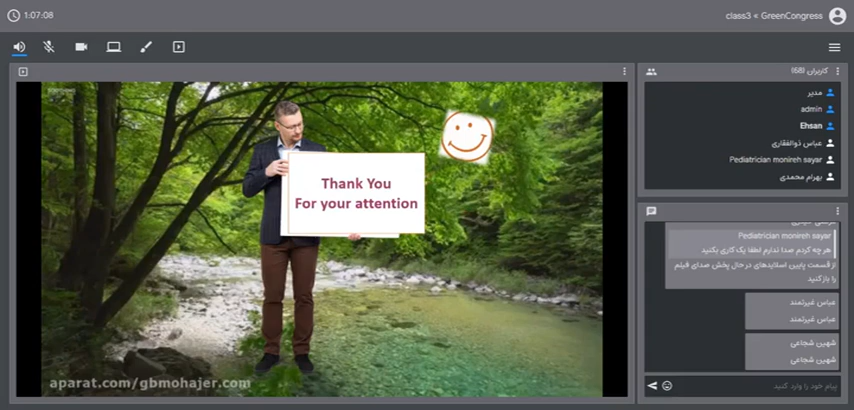 1:07:08
class3 < GreenCongress
کاربران (68)
مدیر
admin
Ehsan
عباس ذوالفقاری
Pediatrician monireh sayar
بهرام محمدی
Thank You
For your attention
aparat.com/gbmohajer.com
Pediatrician monireh sayar
هر چه کردم صدا ندارم لطفا یک کاری بکنید
از قسمت پایین اسلایدهای در حال پخش صدای فیلم
را باز کنید
عباس غیرتمند
عباس غیرتمند
شهین شجاعی
شهین شجاعی
پیام خود را وارد کنید